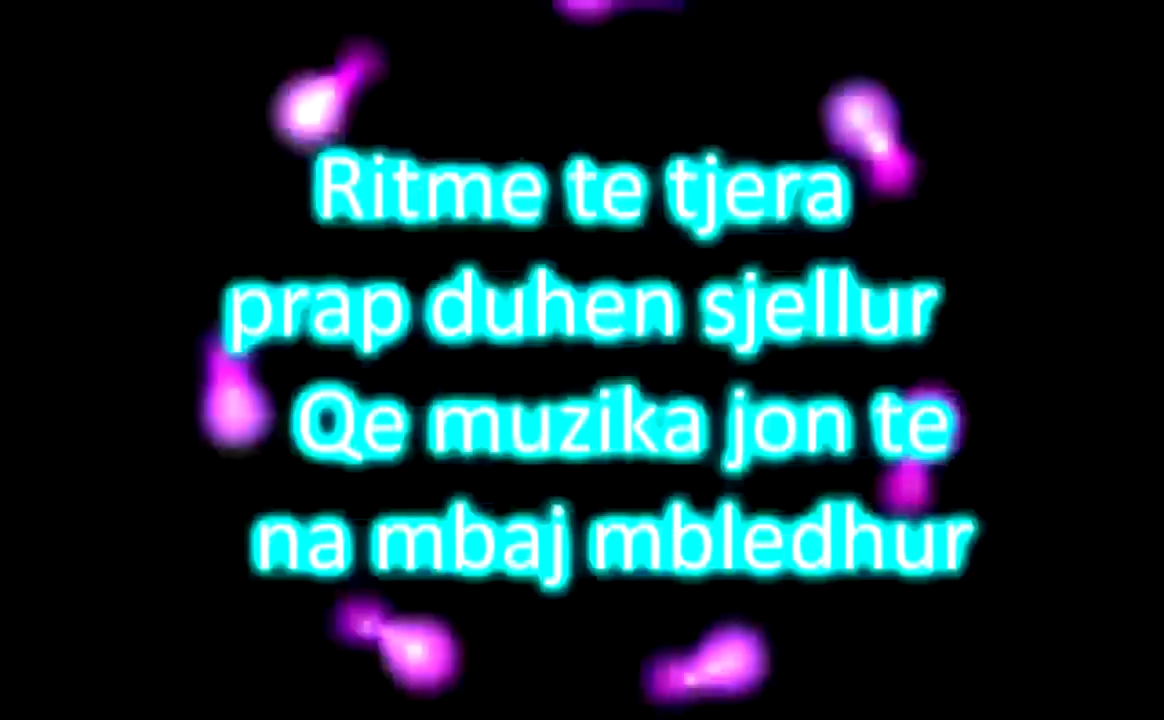 Ritme te tjera
prap duhen sjellur
Qe muzika jon te
na mbaj mbledhur